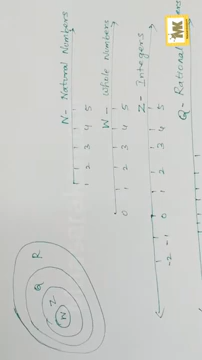 N - Natural Numbers
1 2 3 4 5
W - Whole Numbers
0 1 2 3 4 5
Z - Integers
-2 -1 0 1 2 3 4 5
Q - Rational
R
Q
Z
W
MK